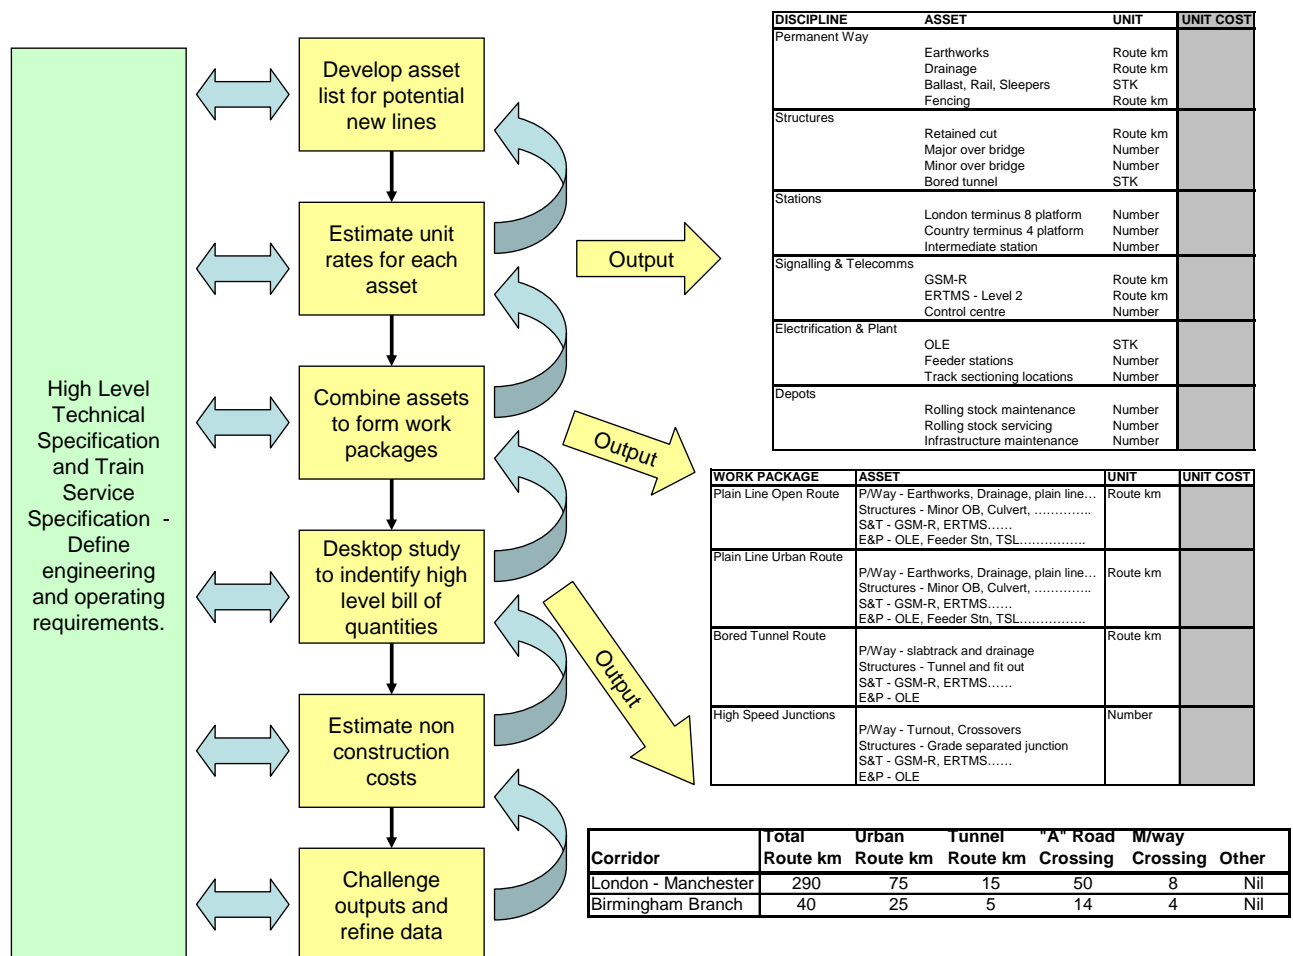 High Level
Technical
Specification
and Train
Service
Specification -
Define
engineering
and operating
requirements.
Develop asset
list for potential
new lines
Estimate unit
rates for each
asset
Combine assets
to form work
packages
Desktop study
to indentify high
level bill of
quantities
Estimate non
construction
costs
Challenge
outputs and
refine data
Output
Output
Output
DISCIPLINE ASSET UNIT UNIT COST
Permanent Way
Earthworks Route km
Drainage Route km
Ballast, Rail, Sleepers STK
Fencing Route km
Structures
Retained cut Route km
Major over bridge Number
Minor over bridge Number
Bored tunnel STK
Stations
London terminus 8 platform Number
Country terminus 4 platform Number
Intermediate station Number
Signalling & Telecomms
GSM-R Route km
ERTMS - Level 2 Route km
Control centre Number
Electrification & Plant
OLE STK
Feeder stations Number
Track sectioning locations Number
Depots
Rolling stock maintenance Number
Rolling stock servicing Number
Infrastructure maintenance Number
WORK PACKAGE ASSET UNIT UNIT COST
Plain Line Open Route P/Way - Earthworks, Drainage, plain line… Route km
Structures - Minor OB, Culvert, …………..
S&T - GSM-R, ERTMS……
E&P - OLE, Feeder Stn, TSL…………….
Plain Line Urban Route
P/Way - Earthworks, Drainage, plain line… Route km
Structures - Minor OB, Culvert, …………..
S&T - GSM-R, ERTMS……
E&P - OLE, Feeder Stn, TSL…………….
Bored Tunnel Route Route km
P/Way - slabtrack and drainage
Structures - Tunnel and fit out
S&T - GSM-R, ERTMS……
E&P - OLE
High Speed Junctions Number
P/Way - Turnout, Crossovers
Structures - Grade separated junction
S&T - GSM-R, ERTMS……
E&P - OLE
Total Urban Tunnel "A" Road M/way
Corridor Route km Route km Route km Crossing Crossing Other
London - Manchester 290 75 15 50 8 Nil
Birmingham Branch 40 25 5 14 4 Nil